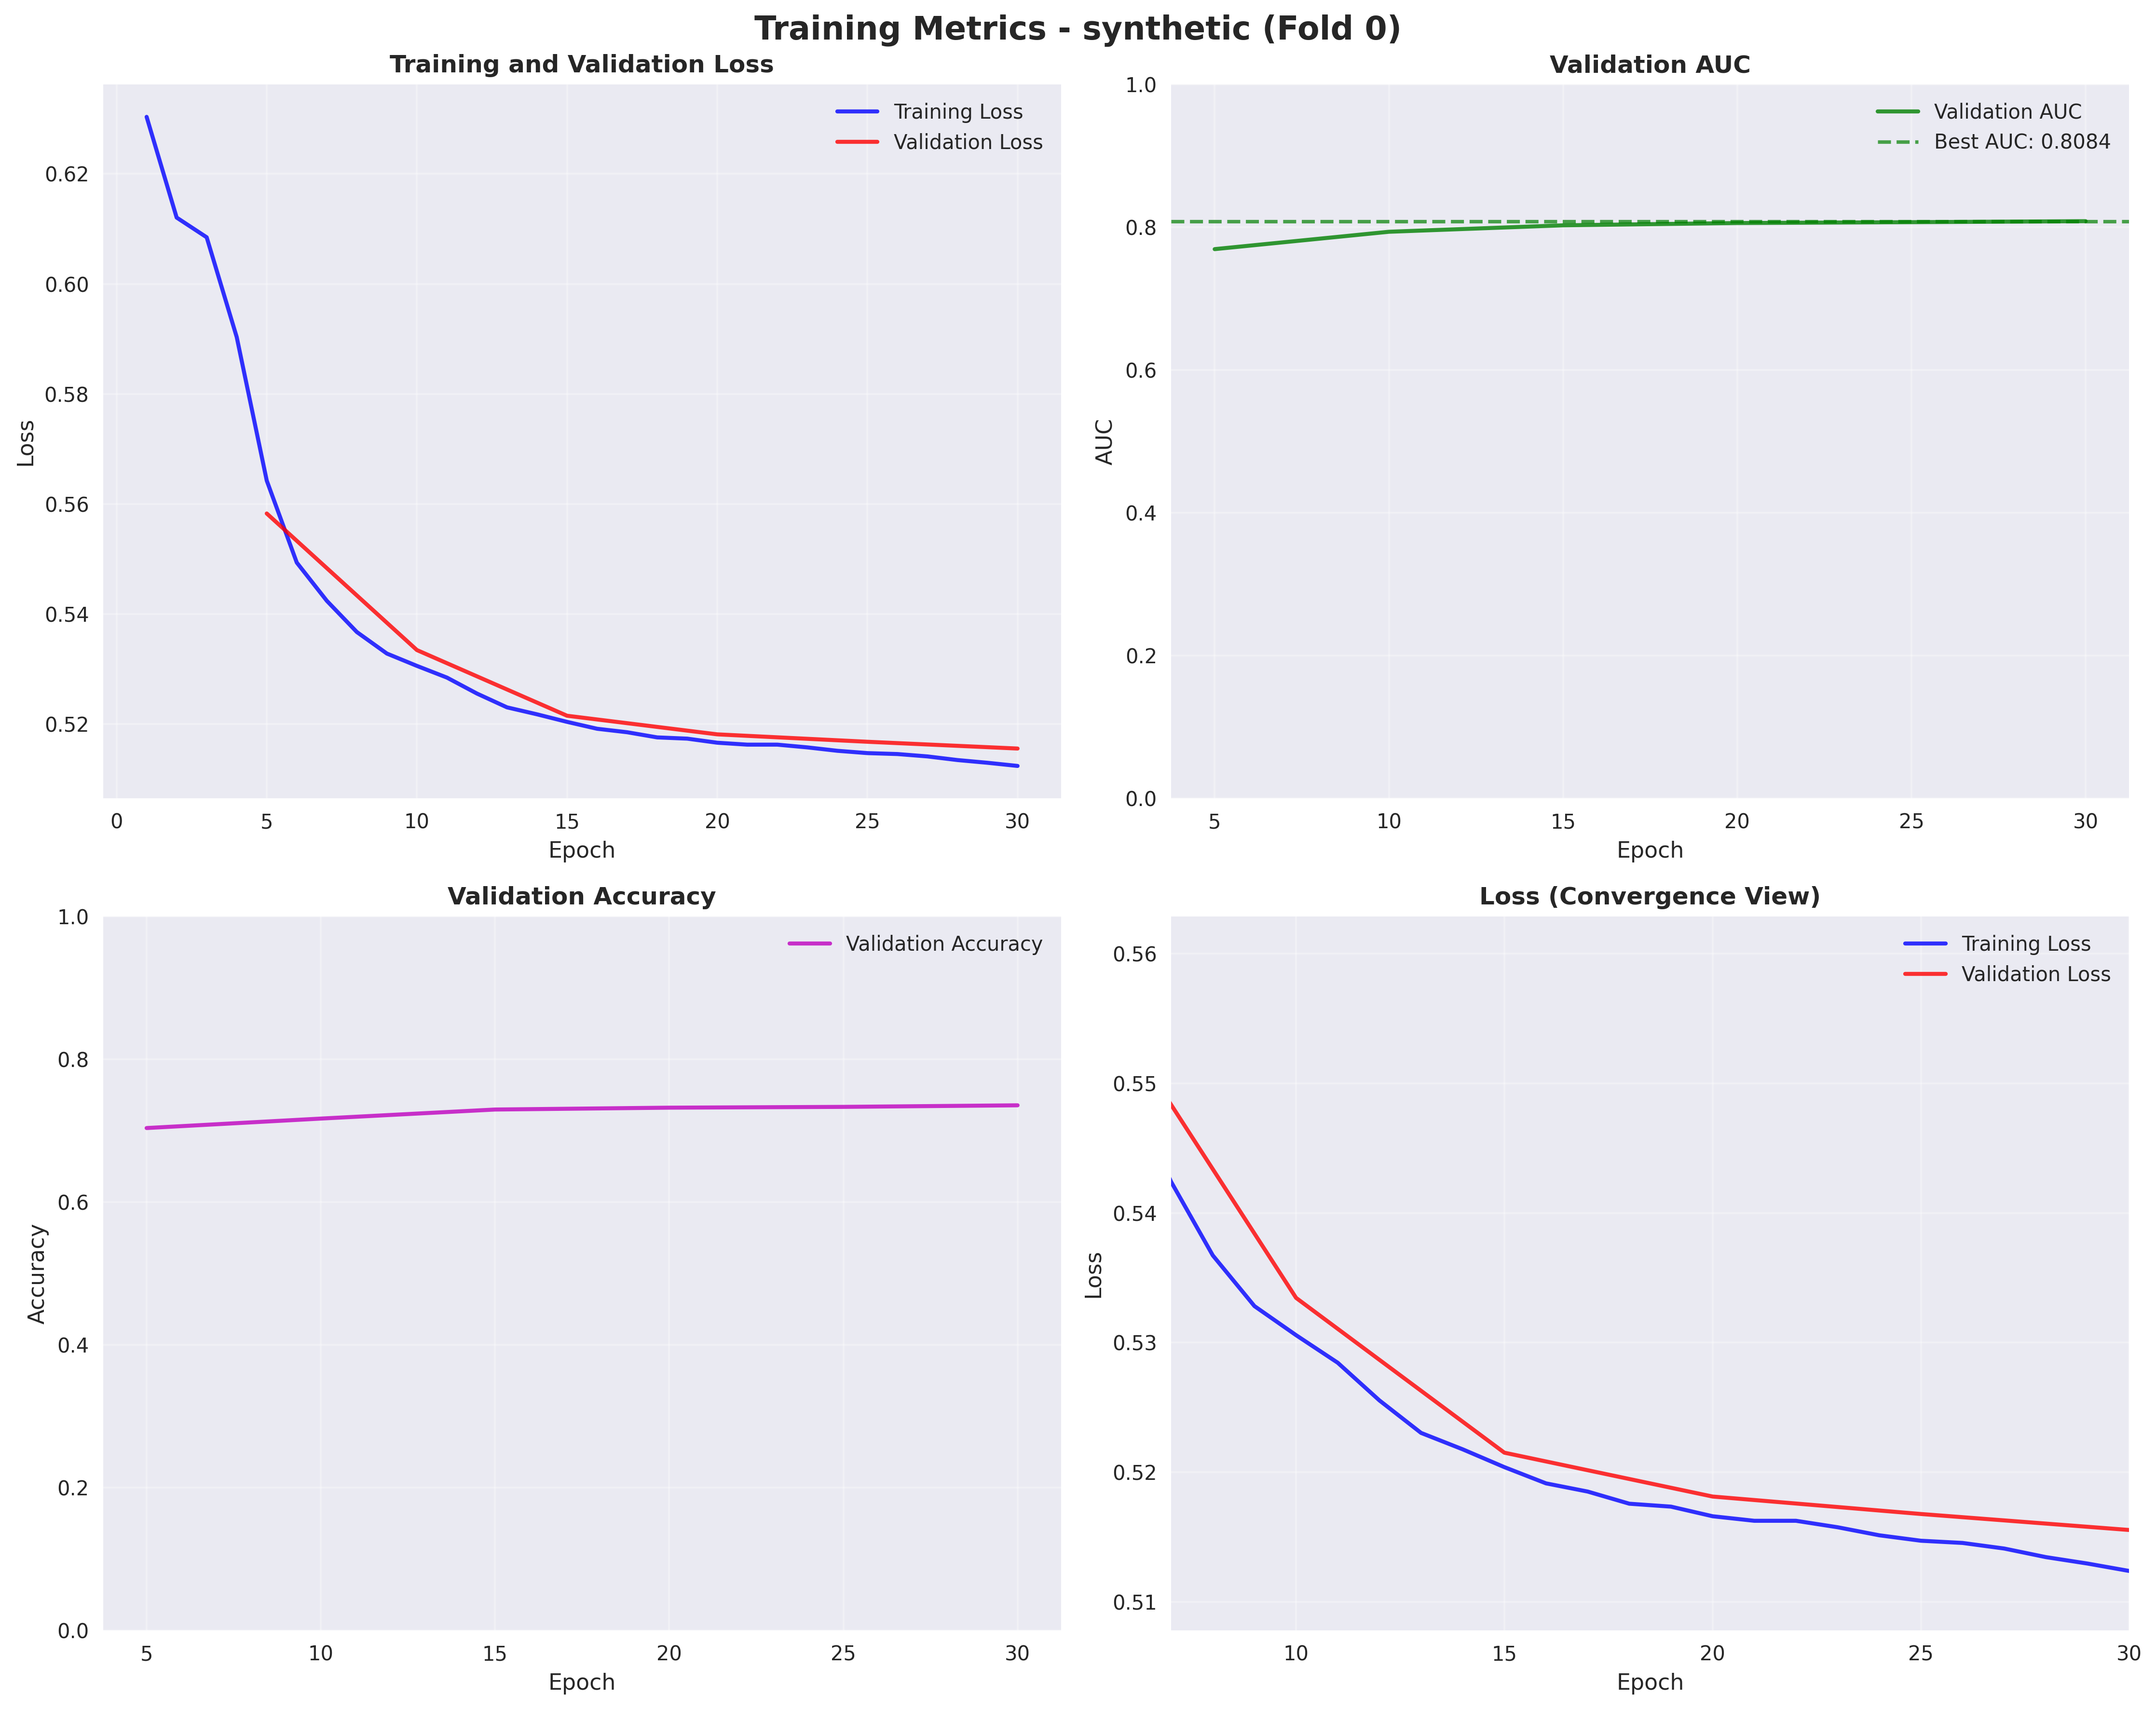 Training Metrics - synthetic (Fold 0)
Training and Validation Loss
Training Loss
Validation Loss
0.62
0.60
0.58
0.56
0.54
0.52
Loss
0 5 10 15 20 25 30
Epoch
Validation AUC
Validation AUC
Best AUC: 0.8084
1.0
0.8
0.6
0.4
0.2
0.0
AUC
5 10 15 20 25 30
Epoch
Validation Accuracy
Validation Accuracy
1.0
0.8
0.6
0.4
0.2
0.0
Accuracy
5 10 15 20 25 30
Epoch
Loss (Convergence View)
Training Loss
Validation Loss
0.56
0.55
0.54
0.53
0.52
0.51
Loss
10 15 20 25 30
Epoch